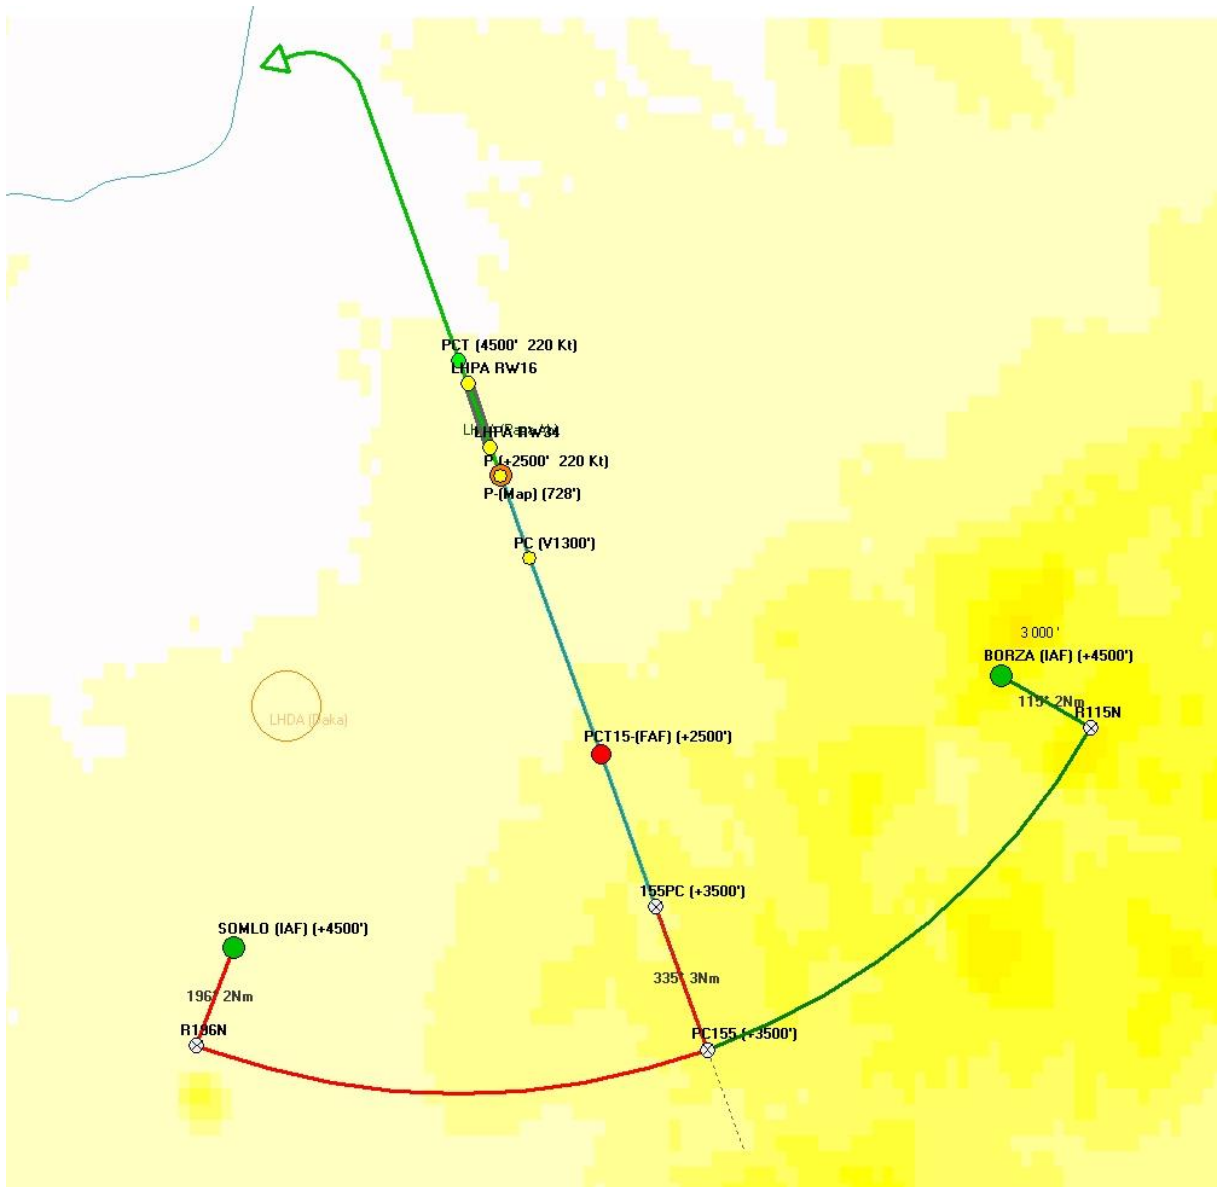 PCT (4500' 220 Kt)
LHPA RW16
LHPA RW34
P (+2500' 220 Kt)
P-(Map) (728')
PC (V1300')
3 000 '
BORZA (IAF) (+4500')
115° 2Nm
R115N
LHDA (Daka)
PCT15-(FAF) (+2500')
155PC (+3500')
SOMLO (IAF) (+4500')
335° 3Nm
196° 2Nm
R196N
PC155 (+3500')